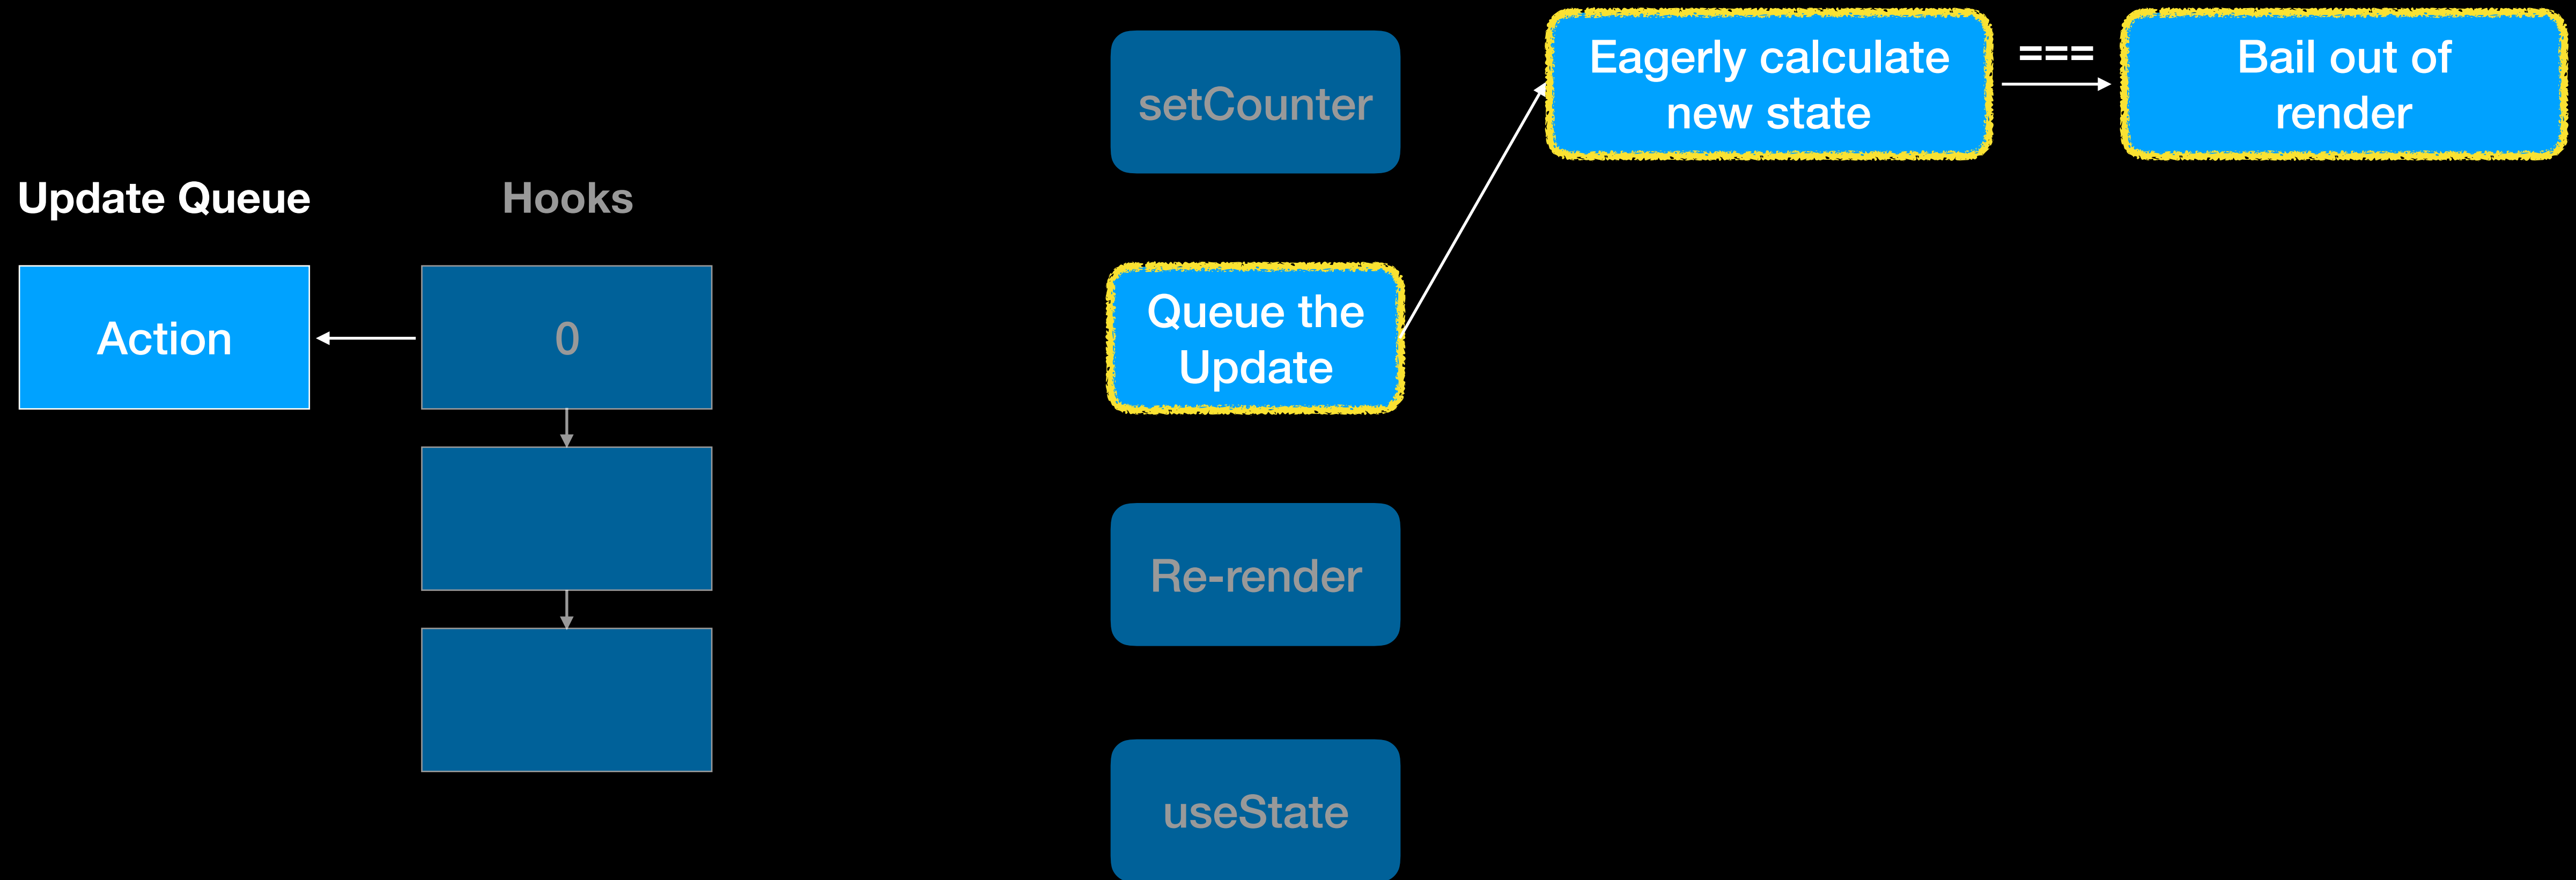 Update Queue
Hooks
Action
0
setCounter
Queue the
Update
Re-render
useState
Eagerly calculate
new state
===
Bail out of
render